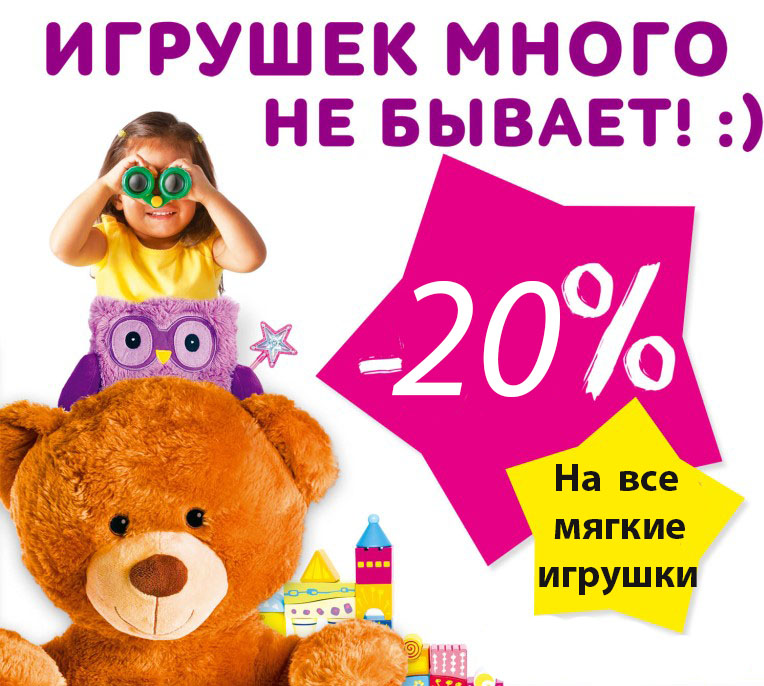 ИГРУШЕК МНОГО
НЕ БЫВАЕТ! :)
-20%
На все
мягкие
игрушки